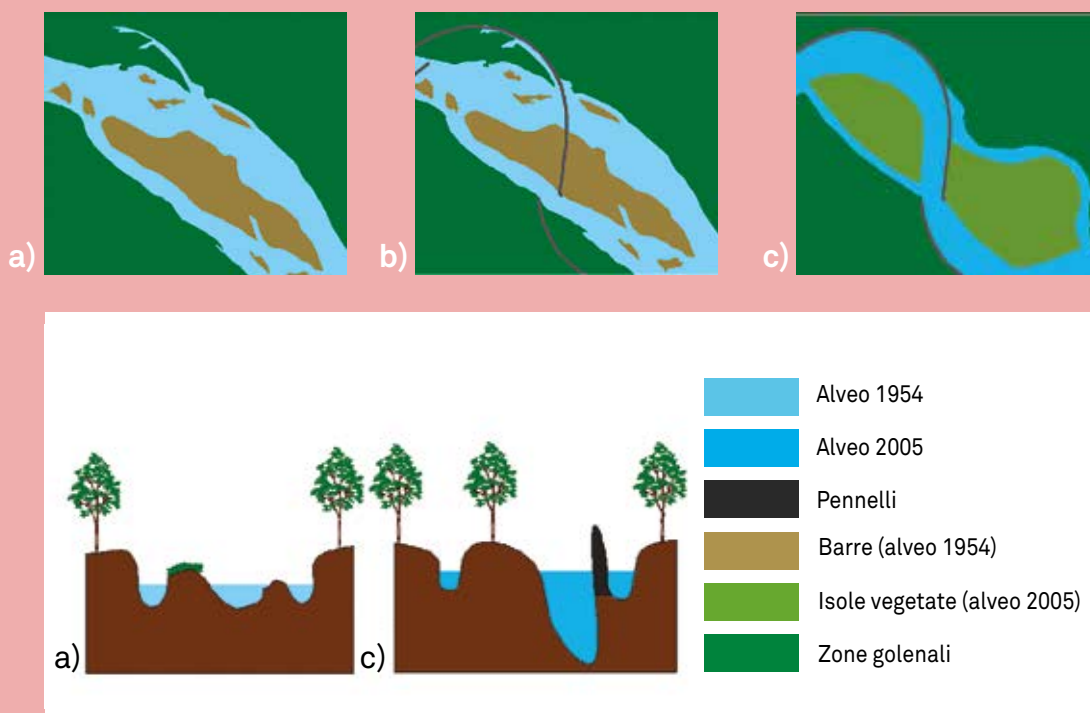 a)
b)
c)
Alveo 1954
Alveo 2005
Pennelli
Barre (alveo 1954)
Isole vegetate (alveo 2005)
Zone golenali
a)
c)